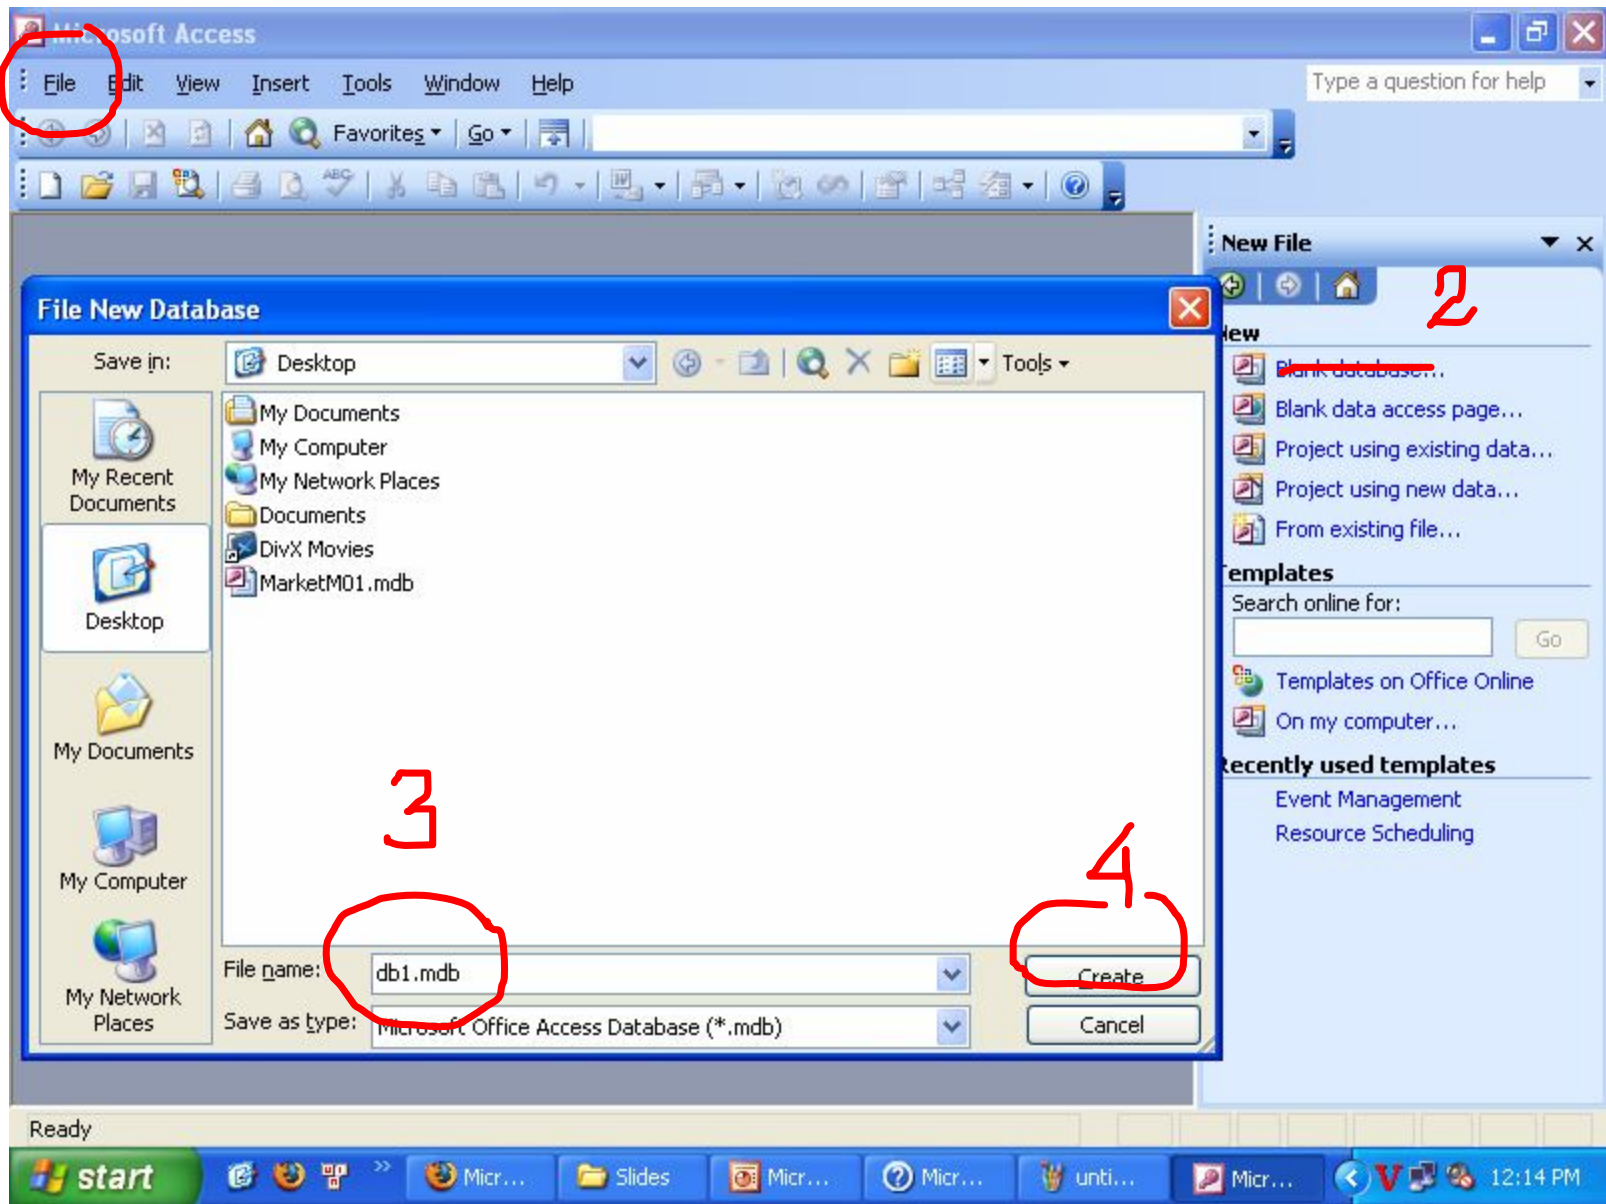 Microsoft Access
File Edit View Insert Tools Window Help
Type a question for help
Favorites Go
ABC
W
New File
2
File New Database
New
Save in: Desktop
Tools
Blank database...
Blank data access page...
Project using existing data...
Project using new data...
From existing file...
Templates
Search online for:
Go
Templates on Office Online
On my computer...
Recently used templates
Event Management
Resource Scheduling
My Recent
Documents
Desktop
My Documents
My Computer
My Network
Places
My Documents
My Computer
My Network Places
Documents
DivX Movies
MarketM01.mdb
3
4
File name: db1.mdb
Create
Save as type: Microsoft Office Access Database (*.mdb)
Cancel
Ready
start
Micr...
Slides
Micr...
Micr...
unti...
Micr...
V
12:14 PM